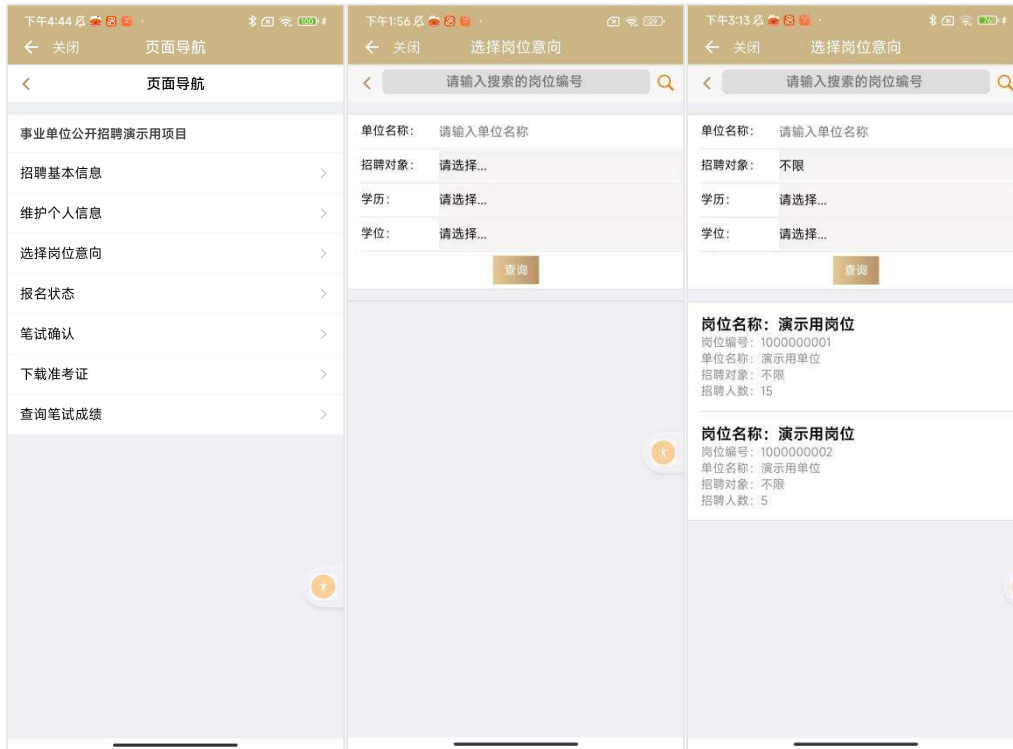 下午4:44
100
关闭
页面导航
页面导航
事业单位公开招聘演示用项目
招聘基本信息
维护个人信息
选择岗位意向
报名状态
笔试确认
下载准考证
查询笔试成绩
下午1:56
29
关闭
选择岗位意向
请输入搜索的岗位编号
单位名称： 请输入单位名称
招聘对象： 请选择...
学历： 请选择...
学位： 请选择...
查询
下午3:13
关闭
选择岗位意向
请输入搜索的岗位编号
单位名称： 请输入单位名称
招聘对象： 不限
学历： 请选择...
学位： 请选择...
查询
岗位名称：演示用岗位
岗位编号：1000000001
单位名称：演示用单位
招聘对象：不限
招聘人数：15
岗位名称：演示用岗位
岗位编号：1000000002
单位名称：演示用单位
招聘对象：不限
招聘人数：5